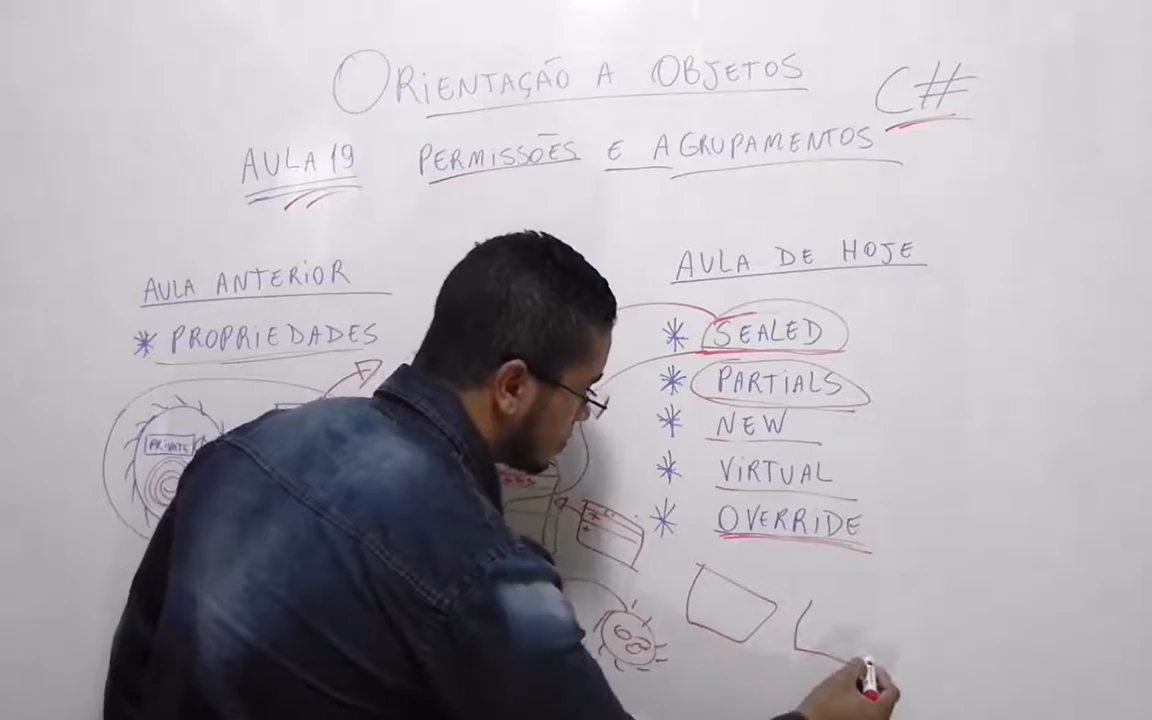 ORIENTAÇÃO A OBJETOS C#
AULA 19 PERMISSÕES E AGRUPAMENTOS
AULA ANTERIOR
* PROPRIEDADES
PRIVATE
AULA DE HOJE
* SEALED
* PARTIALS
* NEW
* VIRTUAL
* OVERRIDE